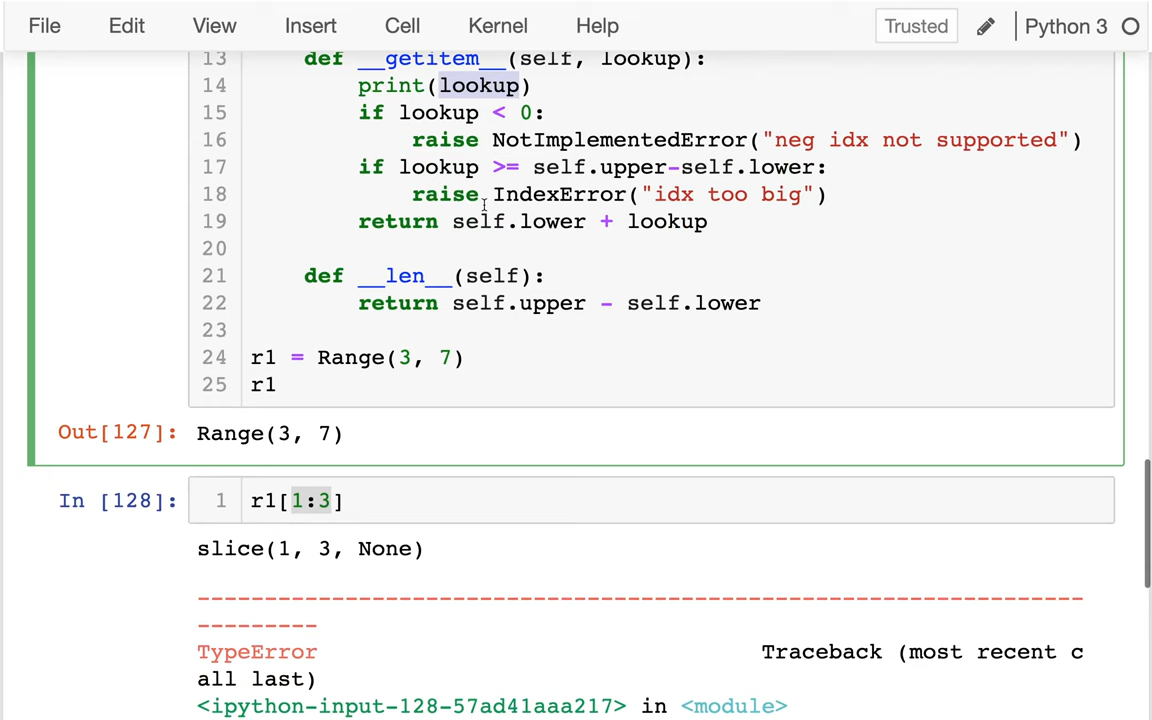 File Edit View Insert Cell Kernel Help Trusted Python 3
13 def __getitem__(self, lookup):
14 print(lookup)
15 if lookup < 0:
16 raise NotImplementedError("neg idx not supported")
17 if lookup >= self.upper-self.lower:
18 raise IndexError("idx too big")
19 return self.lower + lookup
20
21 def __len__(self):
22 return self.upper - self.lower
23
24 r1 = Range(3, 7)
25 r1
Out[127]: Range(3, 7)
In [128]: 1 r1[1:3]
slice(1, 3, None)
---------------------------------------------------------------
---------
TypeError Traceback (most recent c
all last)
<ipython-input-128-57ad41aaa217> in <module>